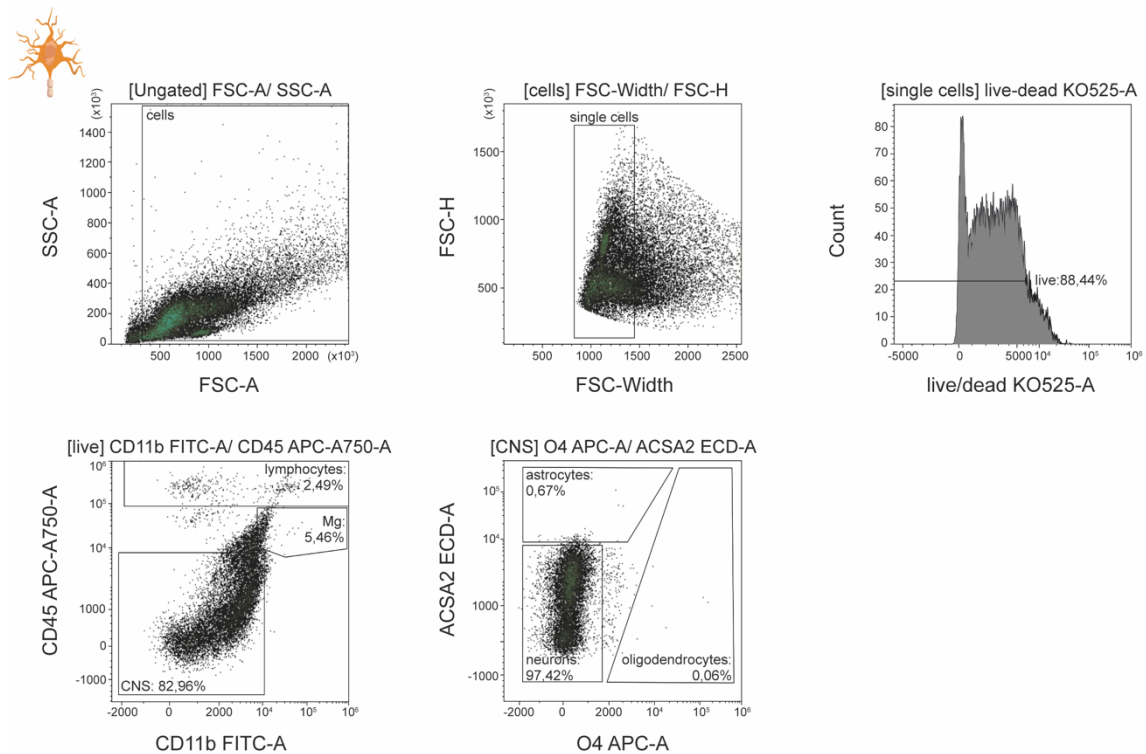 [Ungated] FSC-A/ SSC-A
(x10³)
cells
1400
1200
1000
800
600
400
200
0
500
1000
1500
2000
(x10³)
SSC-A
FSC-A
[cells] FSC-Width/ FSC-H
(x10³)
single cells
1500
1000
500
500
1000
1500
2000
2500
FSC-H
FSC-Width
[single cells] live-dead KO525-A
80
70
60
50
40
30
20
10
0
live:88,44%
-5000
0
5000
10⁴
10⁵
10⁶
Count
live/dead KO525-A
[live] CD11b FITC-A/ CD45 APC-A750-A
10⁶
10⁵
10⁴
1000
0
-1000
lymphocytes:
2,49%
Mg:
5,46%
CNS: 82,96%
-2000
0
10⁴
10⁵
10⁶
CD45 APC-A750-A
CD11b FITC-A
[CNS] O4 APC-A/ ACSA2 ECD-A
10⁵
10⁴
1000
-1000
astrocytes:
0,67%
neurons:
97,42%
oligodendrocytes:
0,06%
-2000
0
2000
10⁴
10⁵
10⁶
ACSA2 ECD-A
O4 APC-A